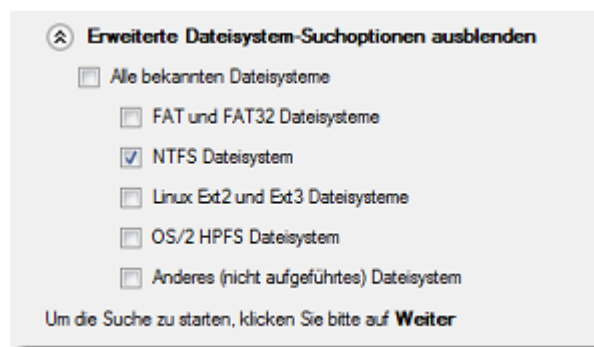 Erweiterte Dateisystem-Suchoptionen ausblenden
Alle bekannten Dateisysteme
FAT und FAT32 Dateisysteme
NTFS Dateisystem
Linux Ext2 und Ext3 Dateisysteme
OS/2 HPFS Dateisystem
Anderes (nicht aufgeführtes) Dateisystem
Um die Suche zu starten, klicken Sie bitte auf Weiter